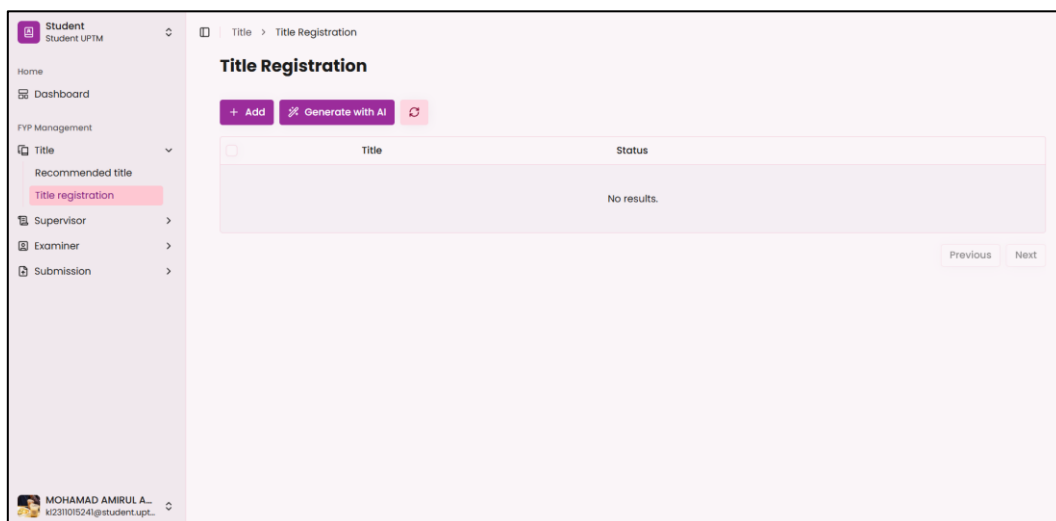 Student
Student UPTM
Home
Dashboard
FYP Management
Title
Recommended title
Title registration
Supervisor
Examiner
Submission
MOHAMAD AMIRUL A...
kl2311015241@student.upt...
Title > Title Registration
Title Registration
+ Add Generate with AI
Title Status
No results.
Previous Next